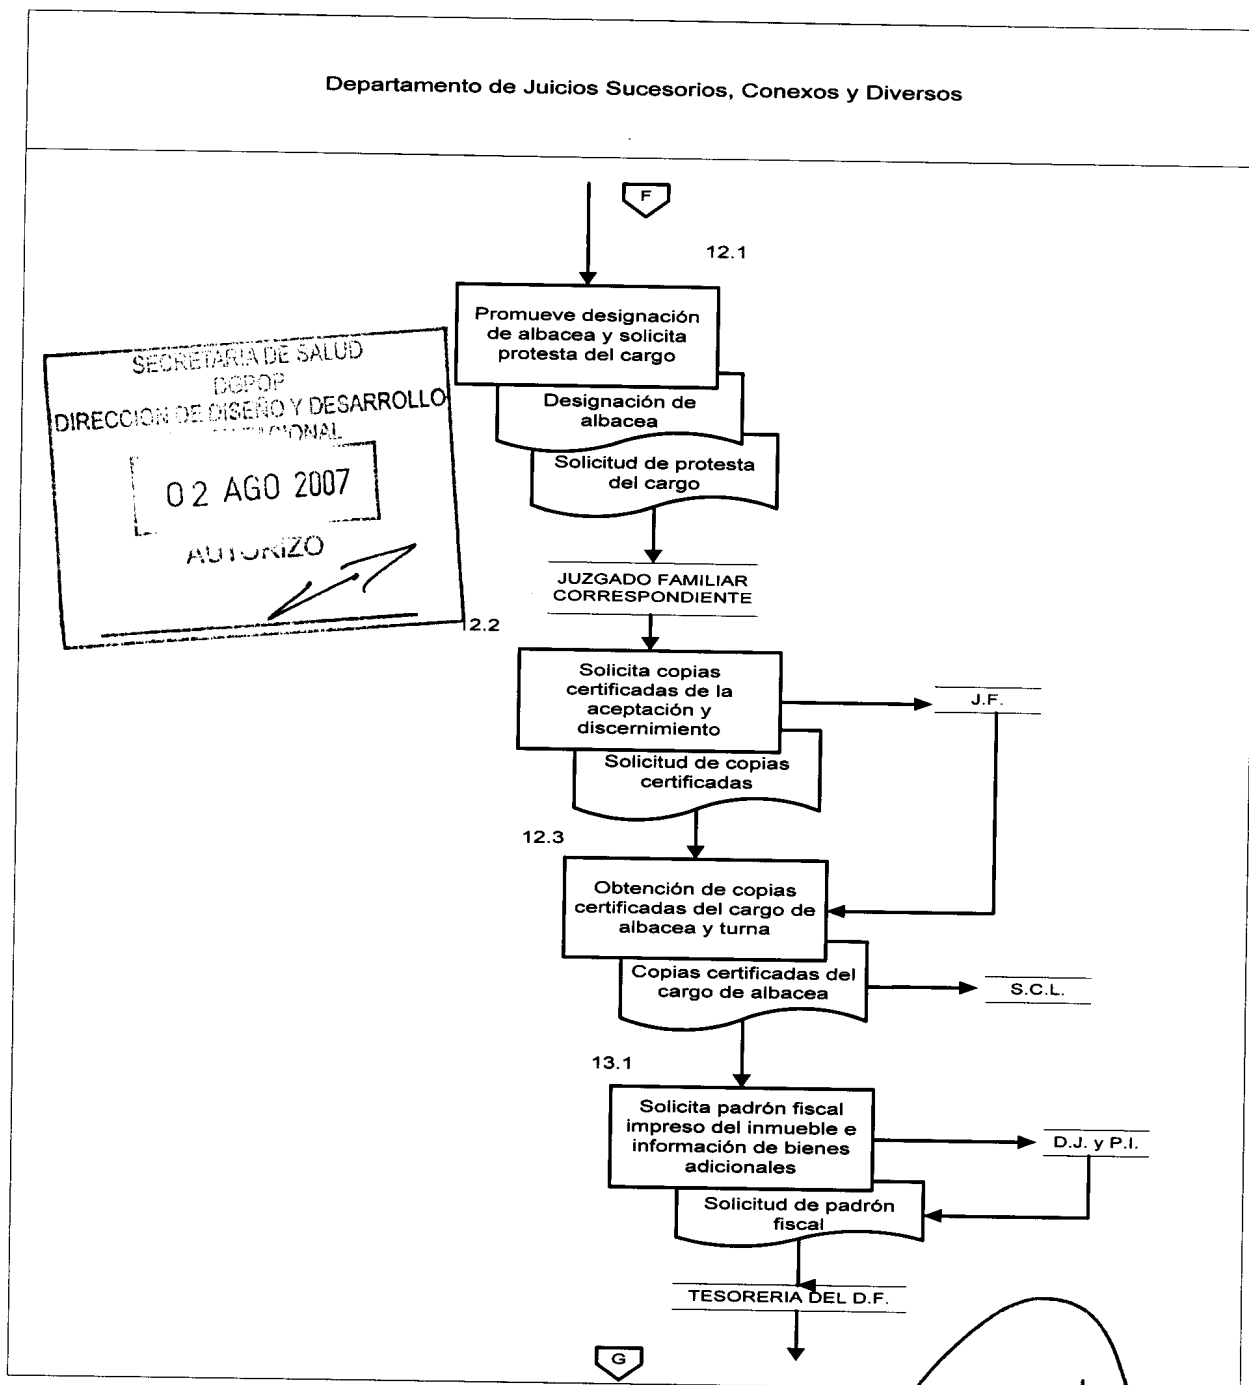 Departamento de Juicios Sucesorios, Conexos y Diversos
F
12.1
Promueve designación
de albacea y solicita
protesta del cargo
Designación de
albacea
Solicitud de protesta
del cargo
SECRETARIA DE SALUD
DGPOP
DIRECCION DE DISEÑO Y DESARROLLO
02 AGO 2007
AUTORIZO
JUZGADO FAMILIAR
CORRESPONDIENTE
12.2
Solicita copias
certificadas de la
aceptación y
discernimiento
J.F.
Solicitud de copias
certificadas
12.3
Obtención de copias
certificadas del cargo de
albacea y turna
Copias certificadas del
cargo de albacea
S.C.L.
13.1
Solicita padrón fiscal
impreso del inmueble e
información de bienes
adicionales
D.J. y P.I.
Solicitud de padrón
fiscal
TESORERIA DEL D.F.
G